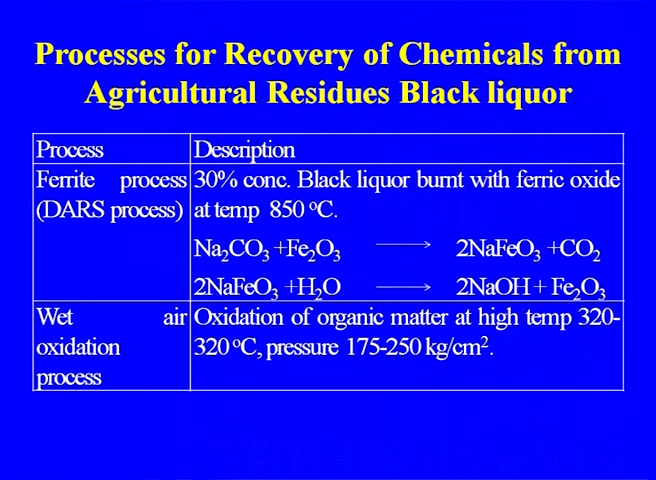 Processes for Recovery of Chemicals from
Agricultural Residues Black liquor
Process Description
Ferrite process 30% conc. Black liquor burnt with ferric oxide
(DARS process) at temp 850 °C.
Na₂CO₃ +Fe₂O₃ ⟶ 2NaFeO₃ +CO₂
2NaFeO₃ +H₂O ⟶ 2NaOH + Fe₂O₃
Wet air Oxidation of organic matter at high temp 320-
oxidation 320 °C, pressure 175-250 kg/cm².
process